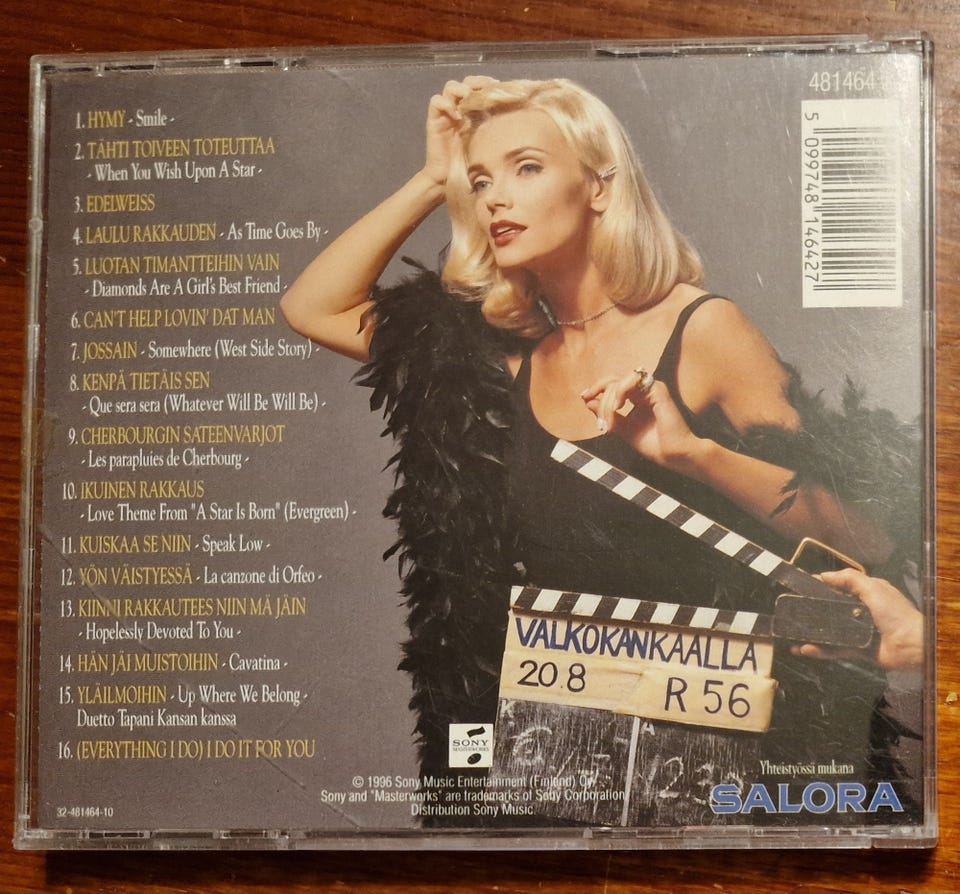 1. HYMY - Smile -
2. TÄHTI TOIVEEN TOTEUTTAA
- When You Wish Upon A Star -
3. EDELWEISS
4. LAULU RAKKAUDEN - As Time Goes By -
5. LUOTAN TIMANTTEIHIN VAIN
- Diamonds Are A Girl's Best Friend -
6. CAN'T HELP LOVIN' DAT MAN
7. JOSSAIN - Somewhere (West Side Story) -
8. KENPÄ TIETÄIS SEN
- Que sera sera (Whatever Will Be Will Be) -
9. CHERBOURGIN SATEENVARJOT
- Les parapluies de Cherbourg -
10. IKUINEN RAKKAUS
- Love Theme From "A Star Is Born" (Evergreen) -
11. KUISKAA SE NIIN - Speak Low -
12. YÖN VÄISTYESSÄ - La canzone di Orfeo -
13. KIINNI RAKKAUTEES NIIN MÄ JÄIN
- Hopelessly Devoted To You -
14. HÄN JÄI MUISTOIHIN - Cavatina -
15. YLÄILMOIHIN - Up Where We Belong -
Duetto Tapani Kansan kanssa
16. (EVERYTHING I DO) I DO IT FOR YOU
32-481464-10
481464
5 099748 146427
VALKOKANKAALLA
20.8 R 56
SONY
MASTERWORKS
© 1996 Sony Music Entertainment (Finland) Oy
Sony and "Masterworks" are trademarks of Sony Corporation
Distribution Sony Music
Yhteistyössä mukana
SALORA